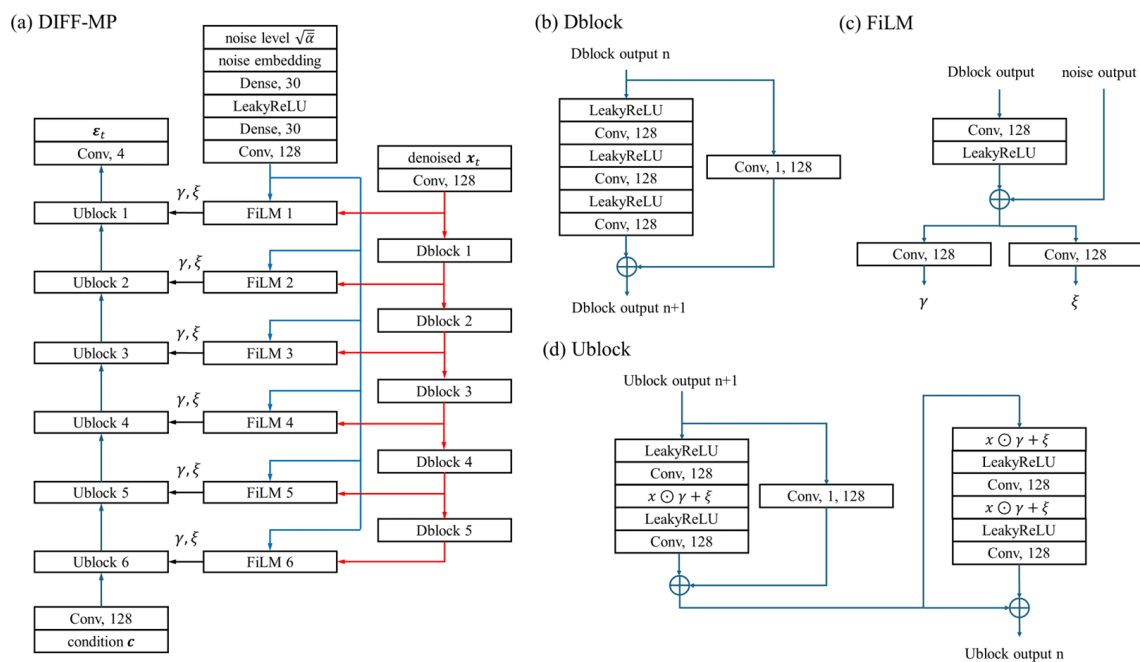 (a) DIFF-MP
noise level √ᾱ
noise embedding
Dense, 30
LeakyReLU
Dense, 30
Conv, 128
ε_t
Conv, 4
denoised x_t
Conv, 128
Ublock 1
γ, ξ
FiLM 1
Dblock 1
Ublock 2
γ, ξ
FiLM 2
Dblock 2
Ublock 3
γ, ξ
FiLM 3
Dblock 3
Ublock 4
γ, ξ
FiLM 4
Dblock 4
Ublock 5
γ, ξ
FiLM 5
Dblock 5
Ublock 6
γ, ξ
FiLM 6
Conv, 128
condition c
(b) Dblock
Dblock output n
LeakyReLU
Conv, 128
LeakyReLU
Conv, 128
LeakyReLU
Conv, 128
Conv, 1, 128
Dblock output n+1
(c) FiLM
Dblock output
noise output
Conv, 128
LeakyReLU
Conv, 128
Conv, 128
γ
ξ
(d) Ublock
Ublock output n+1
LeakyReLU
Conv, 128
x ⊙ γ + ξ
LeakyReLU
Conv, 128
Conv, 1, 128
x ⊙ γ + ξ
LeakyReLU
Conv, 128
x ⊙ γ + ξ
LeakyReLU
Conv, 128
Ublock output n